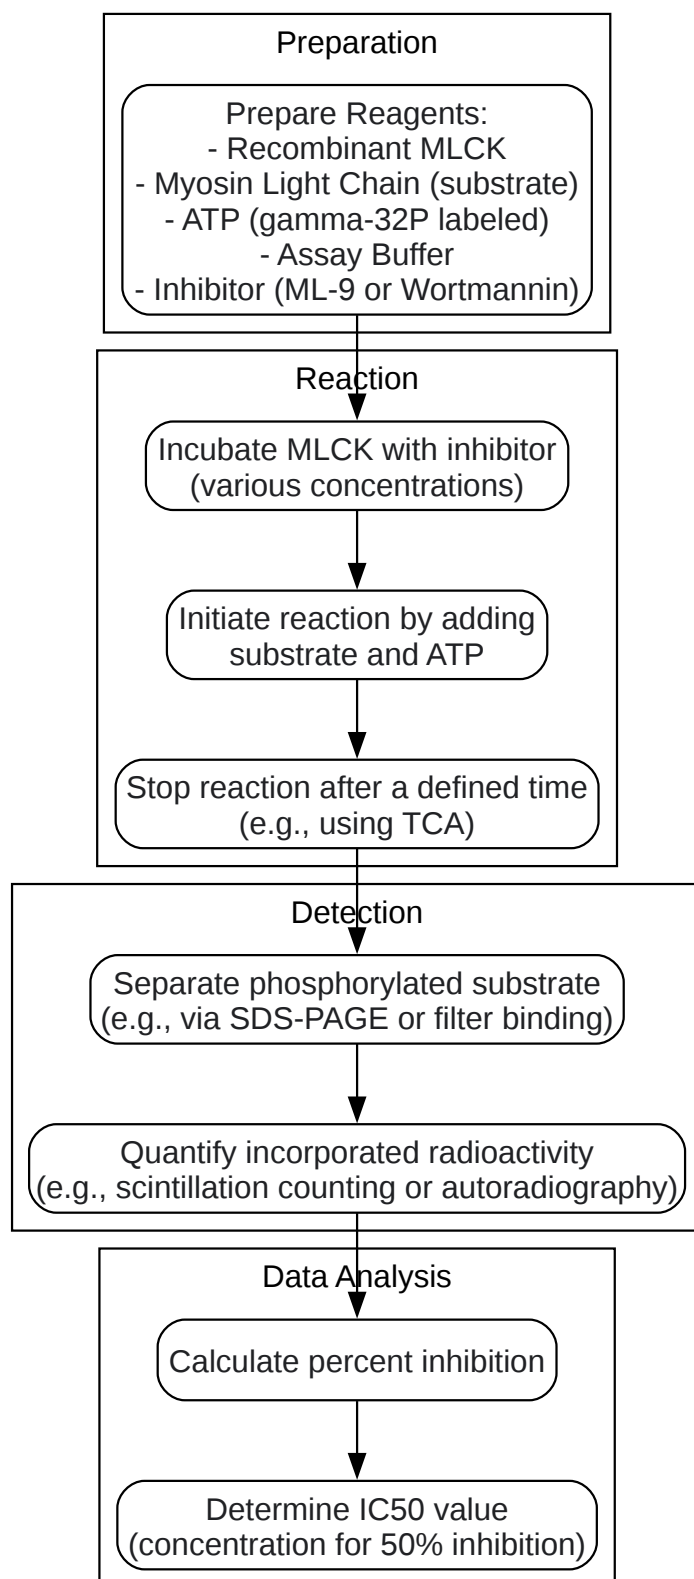 Preparation
Prepare Reagents:
- Recombinant MLCK
- Myosin Light Chain (substrate)
- ATP (gamma-32P labeled)
- Assay Buffer
- Inhibitor (ML-9 or Wortmannin)
Reaction
Incubate MLCK with inhibitor
(various concentrations)
Initiate reaction by adding
substrate and ATP
Stop reaction after a defined time
(e.g., using TCA)
Detection
Separate phosphorylated substrate
(e.g., via SDS-PAGE or filter binding)
Quantify incorporated radioactivity
(e.g., scintillation counting or autoradiography)
Data Analysis
Calculate percent inhibition
Determine IC50 value
(concentration for 50% inhibition)